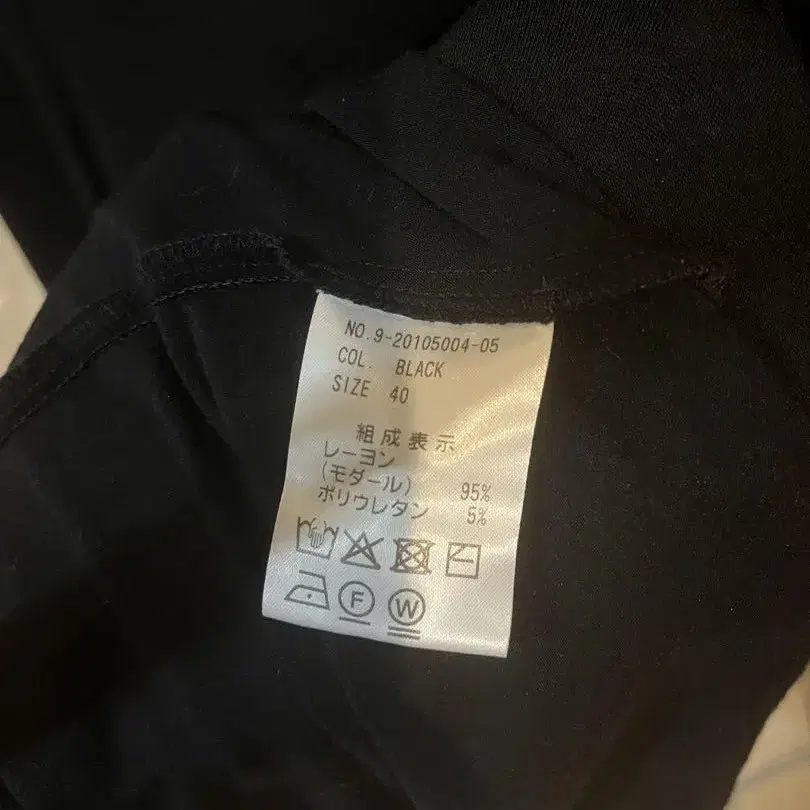 NO.9-20105004-05
COL. BLACK
SIZE 40
組成表示
レーヨン
(モダール) 95%
ポリウレタン 5%
F W